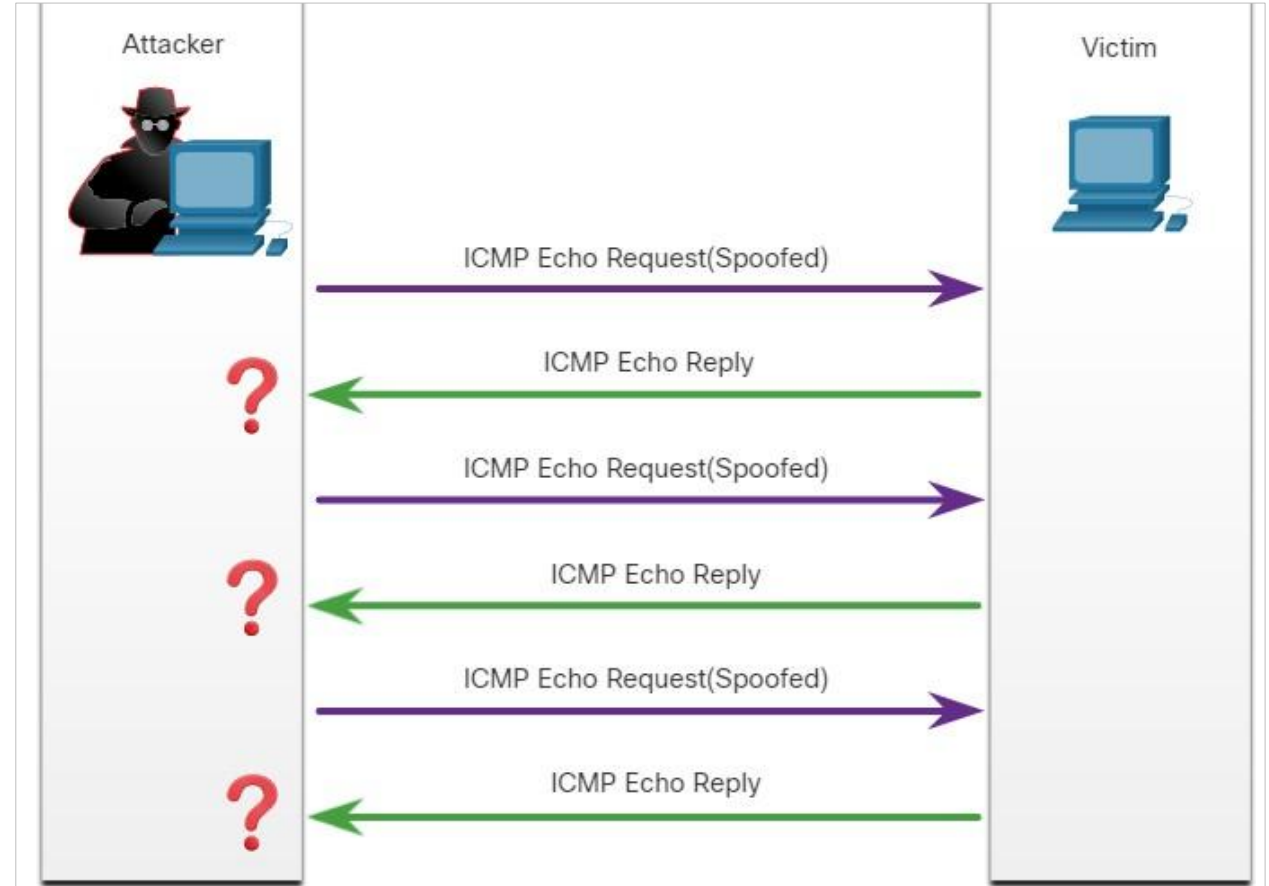 Attacker
Victim
ICMP Echo Request(Spoofed)
ICMP Echo Reply
?
ICMP Echo Request(Spoofed)
ICMP Echo Reply
?
ICMP Echo Request(Spoofed)
ICMP Echo Reply
?